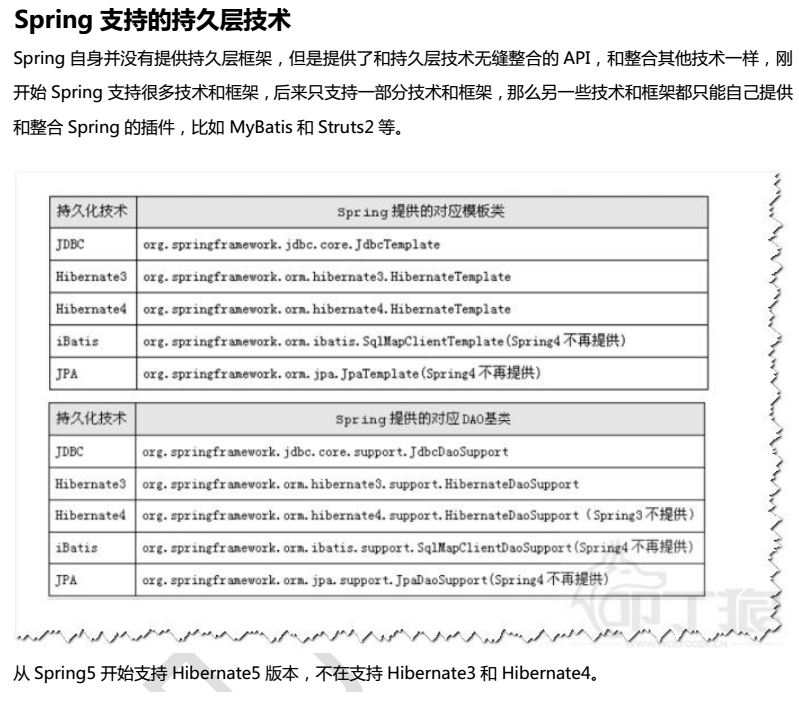 Spring 支持的持久层技术
Spring 自身并没有提供持久层框架，但是提供了和持久层技术无缝整合的 API，和整合其他技术一样，刚
开始 Spring 支持很多技术和框架，后来只支持一部分技术和框架，那么另一些技术和框架都只能自己提供
和整合 Spring 的插件，比如 MyBatis 和 Struts2 等。
持久化技术 Spring 提供的对应模板类
JDBC org.springframework.jdbc.core.JdbcTemplate
Hibernate3 org.springframework.orm.hibernate3.HibernateTemplate
Hibernate4 org.springframework.orm.hibernate4.HibernateTemplate
iBatis org.springframework.orm.ibatis.SqlMapClientTemplate(Spring4 不再提供)
JPA org.springframework.orm.jpa.JpaTemplate(Spring4 不再提供)
持久化技术 Spring 提供的对应 DAO基类
JDBC org.springframework.jdbc.core.support.JdbcDaoSupport
Hibernate3 org.springframework.orm.hibernate3.support.HibernateDaoSupport
Hibernate4 org.springframework.orm.hibernate4.support.HibernateDaoSupport（Spring3 不提供)
iBatis org.springframework.orm.ibatis.support.SqlMapClientDaoSupport(Spring4 不再提供)
JPA org.springframework.orm.jpa.support.JpaDaoSupport(Spring4 不再提供)
从 Spring5 开始支持 Hibernate5 版本，不在支持 Hibernate3 和 Hibernate4。